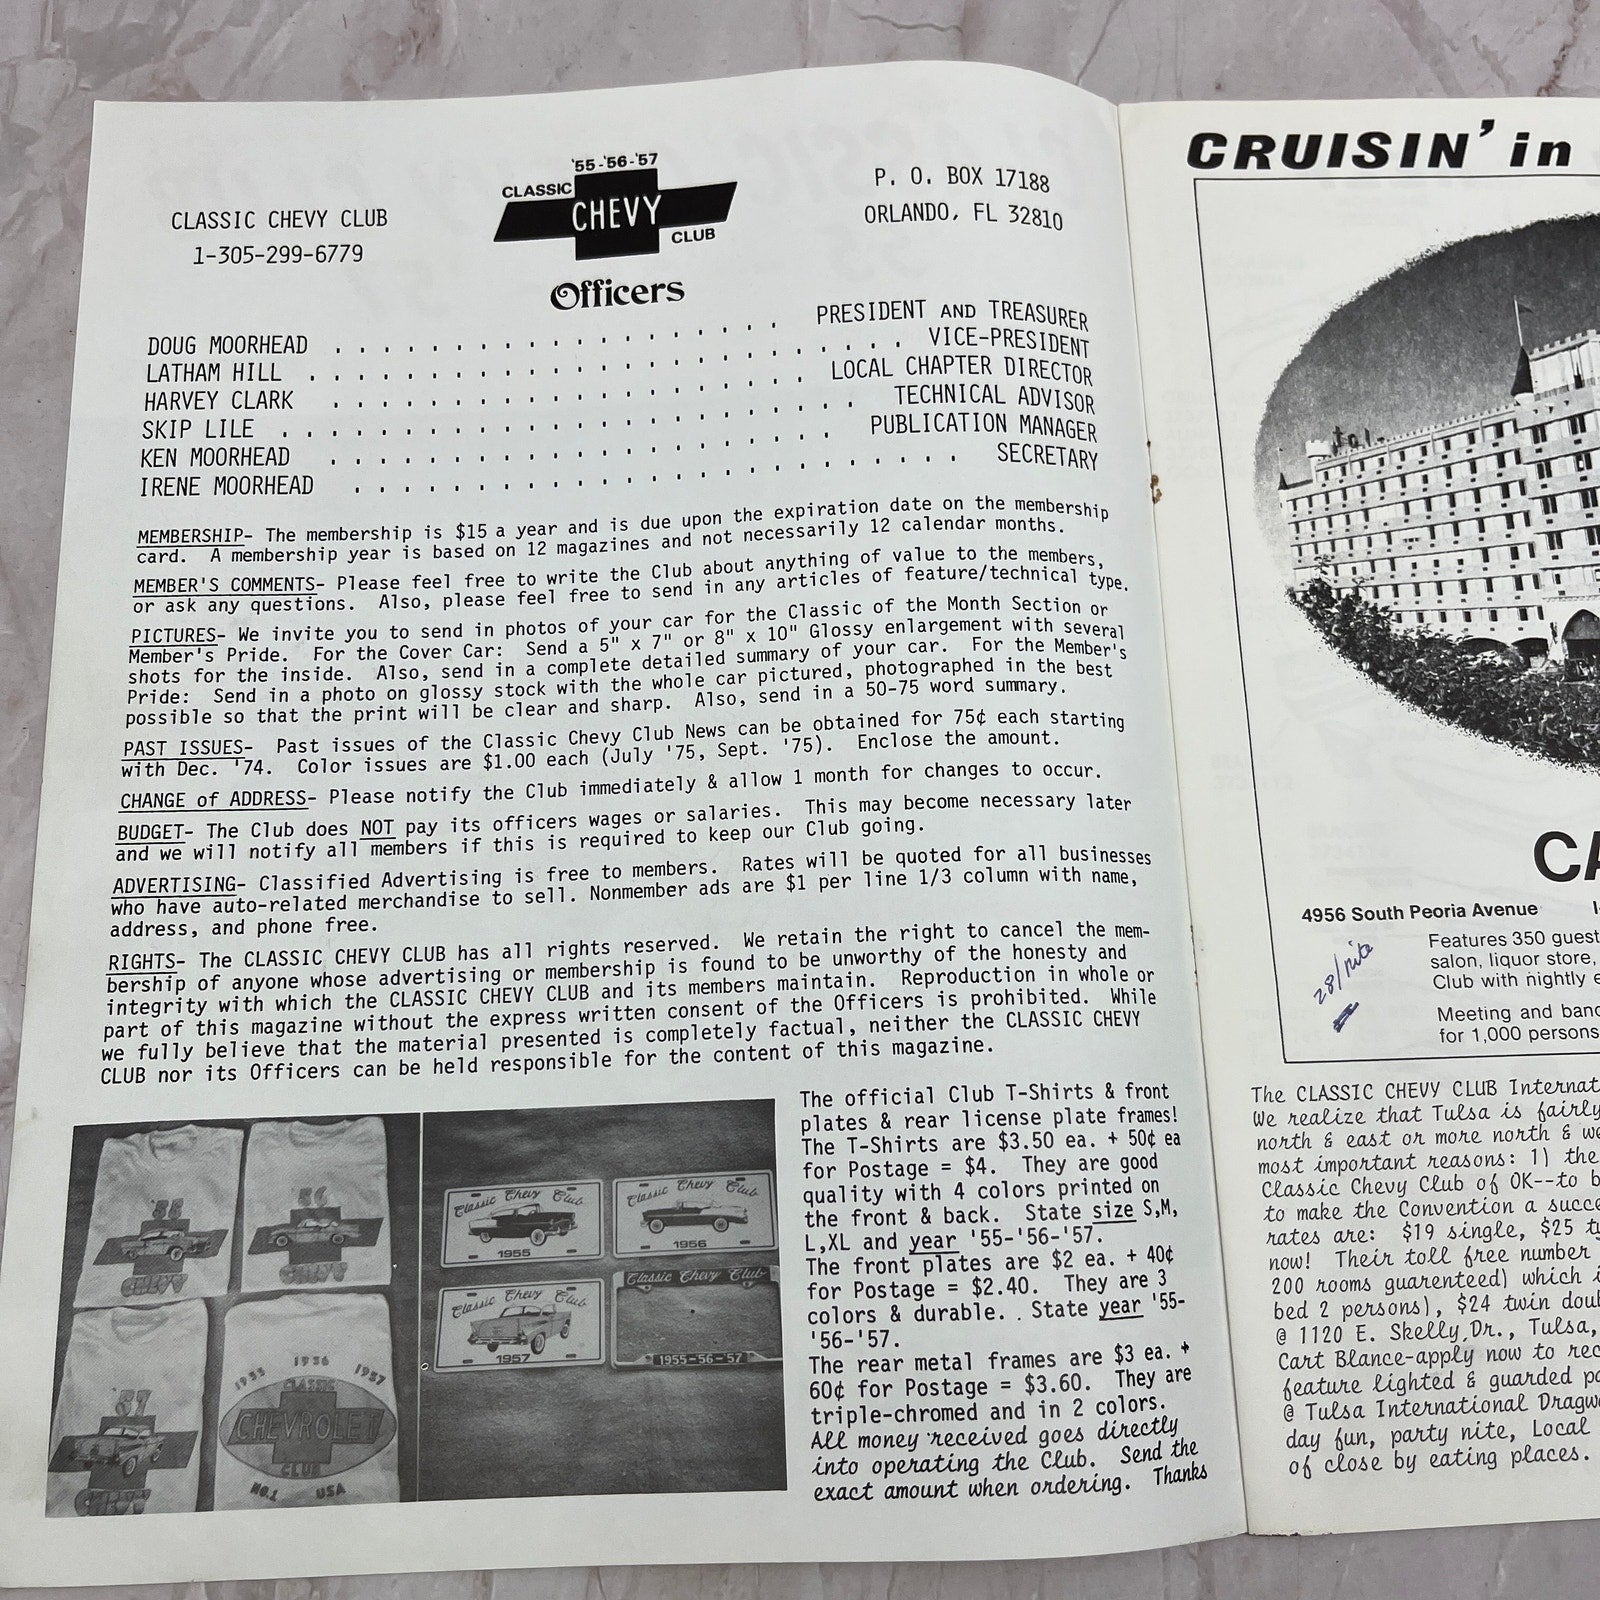 '55-'56-'57
CLASSIC
CHEVY
CLUB
CLASSIC CHEVY CLUB
1-305-299-6779
P. O. BOX 17188
ORLANDO, FL 32810
Officers
DOUG MOORHEAD . . . . . . . . . . . . . . . . . . PRESIDENT AND TREASURER
LATHAM HILL . . . . . . . . . . . . . . . . . . . . . . . . VICE-PRESIDENT
HARVEY CLARK . . . . . . . . . . . . . . . . . . . LOCAL CHAPTER DIRECTOR
SKIP LILE . . . . . . . . . . . . . . . . . . . . . . . TECHNICAL ADVISOR
KEN MOORHEAD . . . . . . . . . . . . . . . . . . . . PUBLICATION MANAGER
IRENE MOORHEAD . . . . . . . . . . . . . . . . . . . . . . . . SECRETARY
MEMBERSHIP- The membership is $15 a year and is due upon the expiration date on the membership
card. A membership year is based on 12 magazines and not necessarily 12 calendar months.
MEMBER'S COMMENTS- Please feel free to write the Club about anything of value to the members,
or ask any questions. Also, please feel free to send in any articles of feature/technical type.
PICTURES- We invite you to send in photos of your car for the Classic of the Month Section or
Member's Pride. For the Cover Car: Send a 5" x 7" or 8" x 10" Glossy enlargement with several
shots for the inside. Also, send in a complete detailed summary of your car. For the Member's
Pride: Send in a photo on glossy stock with the whole car pictured, photographed in the best
possible so that the print will be clear and sharp. Also, send in a 50-75 word summary.
PAST ISSUES- Past issues of the Classic Chevy Club News can be obtained for 75¢ each starting
with Dec. '74. Color issues are $1.00 each (July '75, Sept. '75). Enclose the amount.
CHANGE of ADDRESS- Please notify the Club immediately & allow 1 month for changes to occur.
BUDGET- The Club does NOT pay its officers wages or salaries. This may become necessary later
and we will notify all members if this is required to keep our Club going.
ADVERTISING- Classified Advertising is free to members. Rates will be quoted for all businesses
who have auto-related merchandise to sell. Nonmember ads are $1 per line 1/3 column with name,
address, and phone free.
RIGHTS- The CLASSIC CHEVY CLUB has all rights reserved. We retain the right to cancel the mem-
bership of anyone whose advertising or membership is found to be unworthy of the honesty and
integrity with which the CLASSIC CHEVY CLUB and its members maintain. Reproduction in whole or
part of this magazine without the express written consent of the Officers is prohibited. While
we fully believe that the material presented is completely factual, neither the CLASSIC CHEVY
CLUB nor its Officers can be held responsible for the content of this magazine.
'55
CHEVY
56
CHEVY
'57
CHEVY
1955 1956 1957
CLASSIC
CHEVROLET
CLUB
NO.1 USA
Classic Chevy Club
1955
Classic Chevy Club
1956
Classic Chevy Club
1957
Classic Chevy Club
1955-56-57
The official Club T-Shirts & front
plates & rear license plate frames!
The T-Shirts are $3.50 ea. + 50¢ ea
for Postage = $4. They are good
quality with 4 colors printed on
the front & back. State size S,M,
L,XL and year '55-'56-'57.
The front plates are $2 ea. + 40¢
for Postage = $2.40. They are 3
colors & durable. . State year '55-
'56-'57.
The rear metal frames are $3 ea. +
60¢ for Postage = $3.60. They are
triple-chromed and in 2 colors.
All money received goes directly
into operating the Club. Send the
exact amount when ordering. Thanks
CRUISIN' in
CA
4956 South Peoria Avenue
Features 350 guest
salon, liquor store,
Club with nightly e
Meeting and banq
for 1,000 persons
28/nite
The CLASSIC CHEVY CLUB Internat
We realize that Tulsa is fairly
north & east or more north & we
most important reasons: 1) the
Classic Chevy Club of OK--to b
to make the Convention a succe
rates are: $19 single, $25 tw
now! Their toll free number
200 rooms guarenteed) which i
bed 2 persons), $24 twin doub
@ 1120 E. Skelly Dr., Tulsa,
Cart Blance-apply now to rec
feature lighted & guarded pa
@ Tulsa International Dragw
day fun, party nite, Local
of close by eating places.